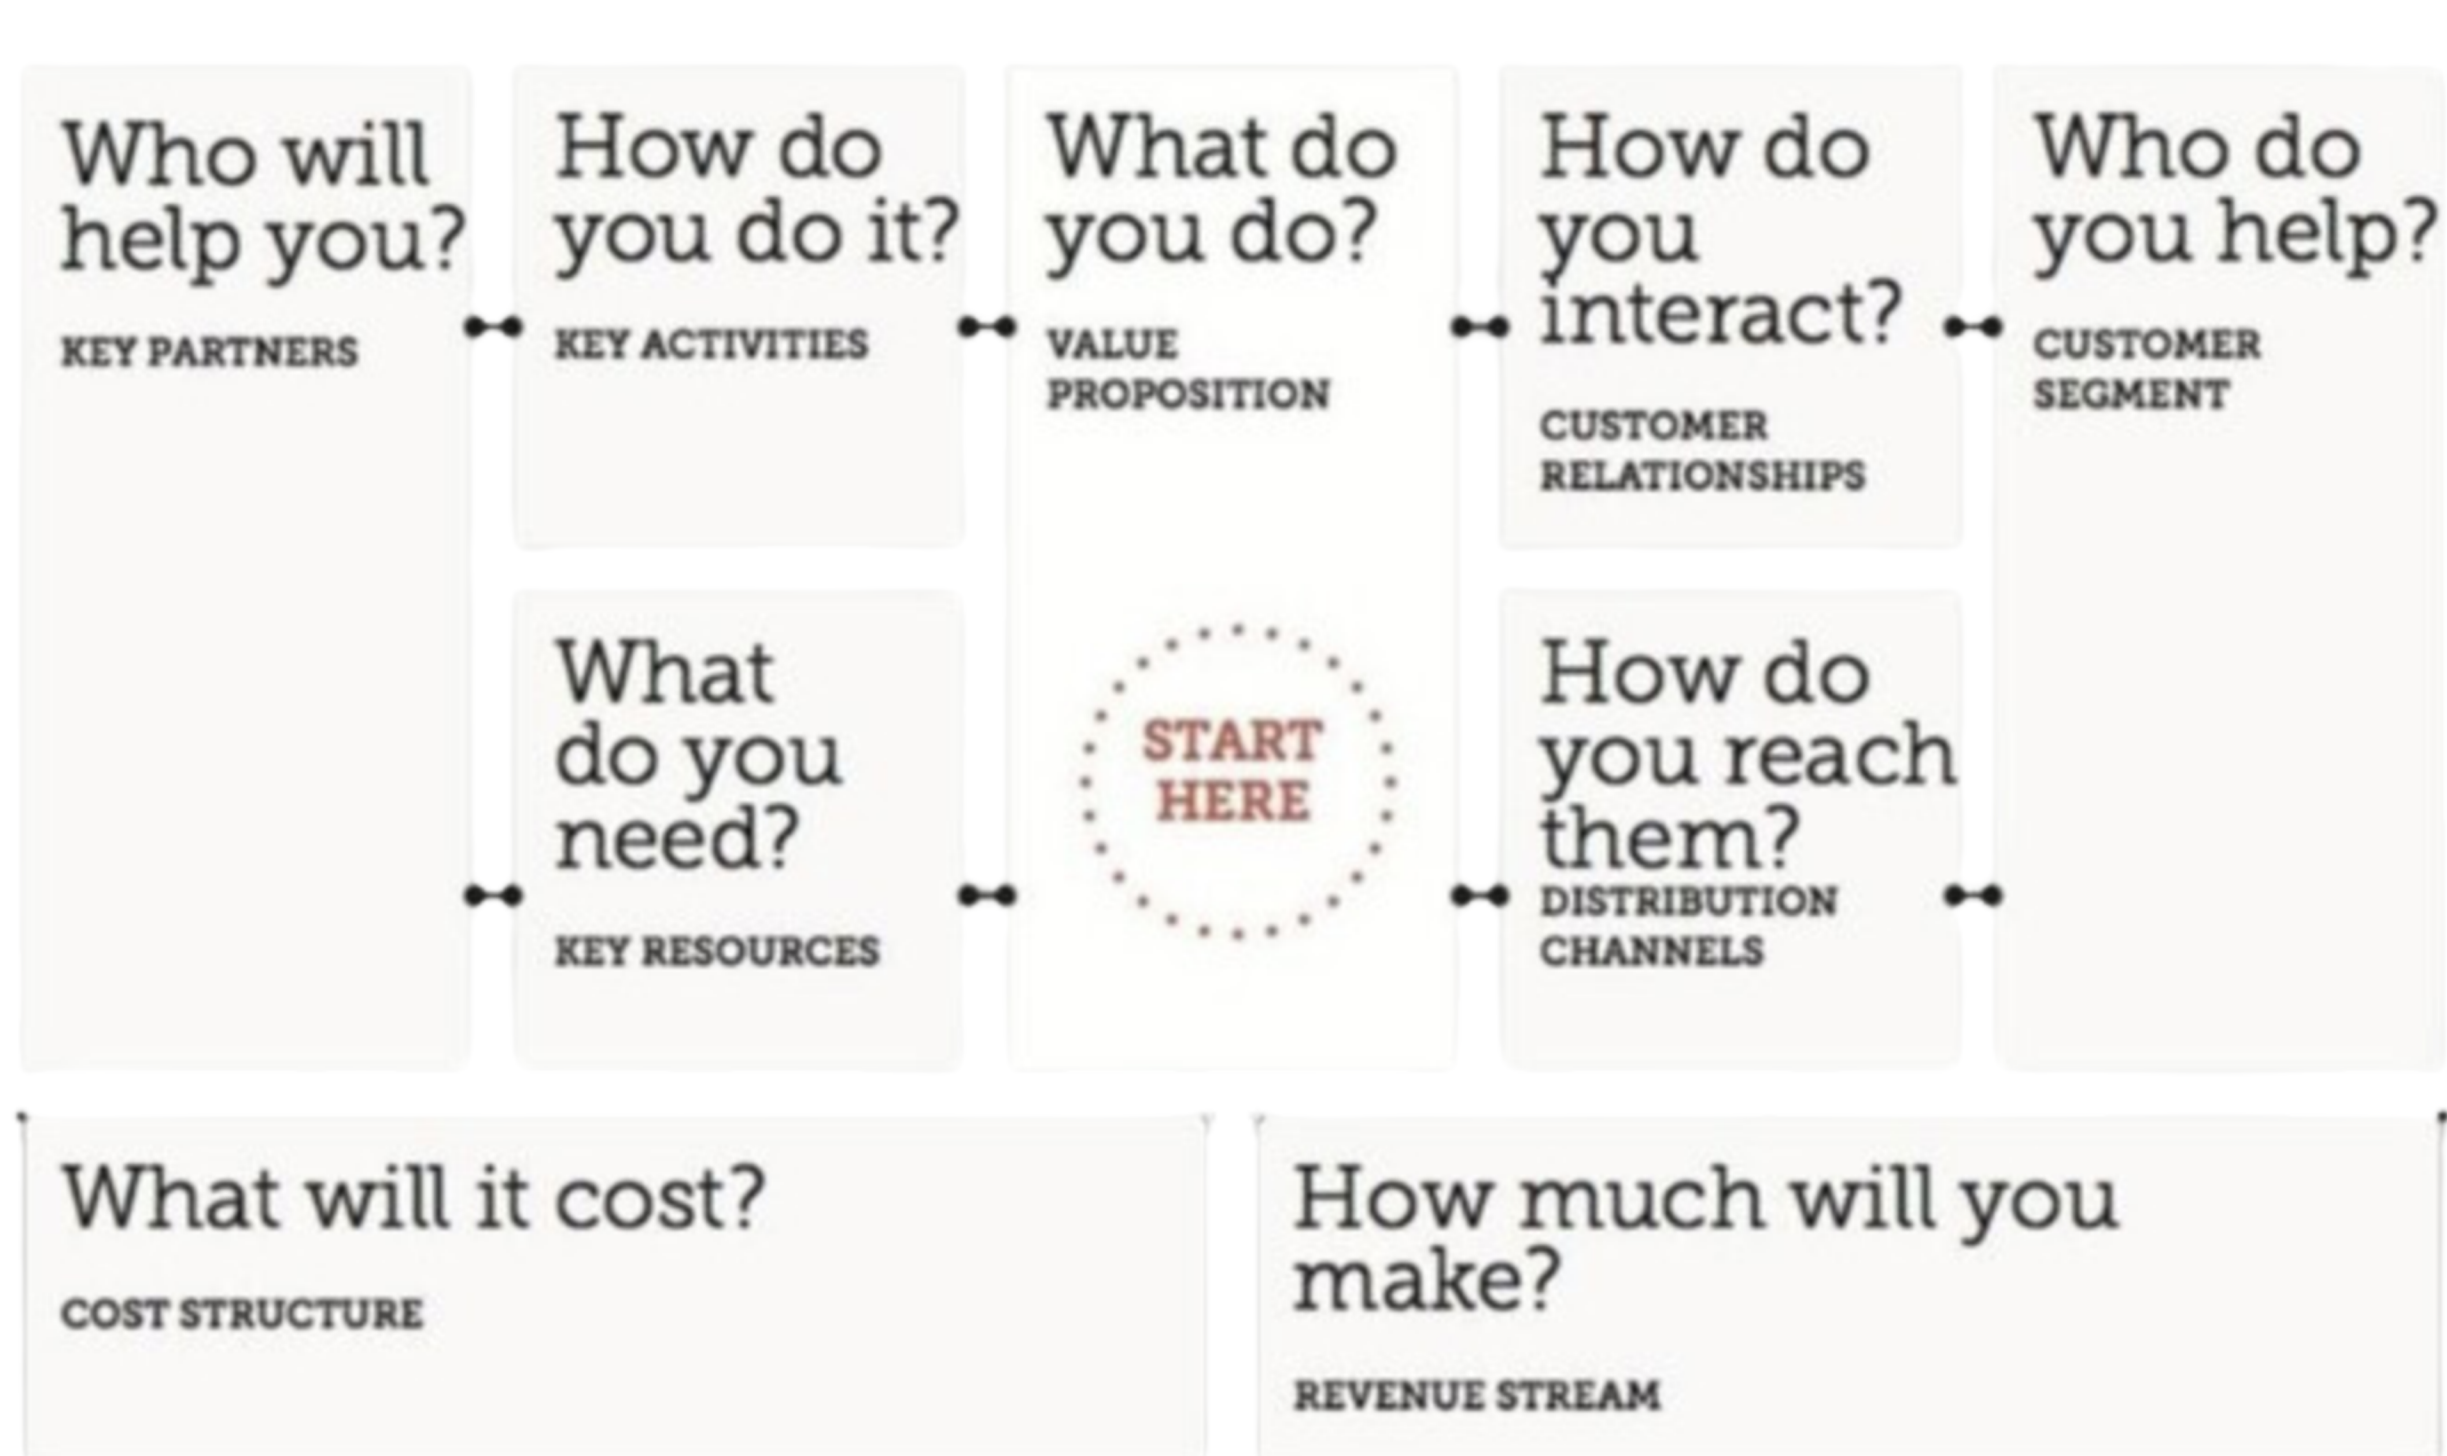 Who will
help you?
KEY PARTNERS
How do
you do it?
KEY ACTIVITIES
What
do you
need?
KEY RESOURCES
What do
you do?
VALUE
PROPOSITION
START
HERE
How do
you
interact?
CUSTOMER
RELATIONSHIPS
How do
you reach
them?
DISTRIBUTION
CHANNELS
Who do
you help?
CUSTOMER
SEGMENT
What will it cost?
COST STRUCTURE
How much will you
make?
REVENUE STREAM